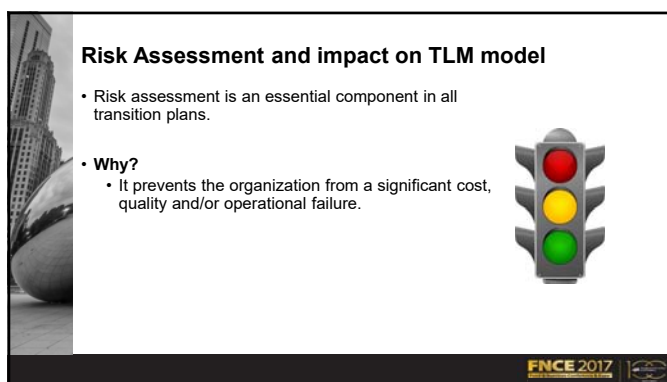 Risk Assessment and impact on TLM model
• Risk assessment is an essential component in all
transition plans.
• Why?
• It prevents the organization from a significant cost,
quality and/or operational failure.
FNCE 2017